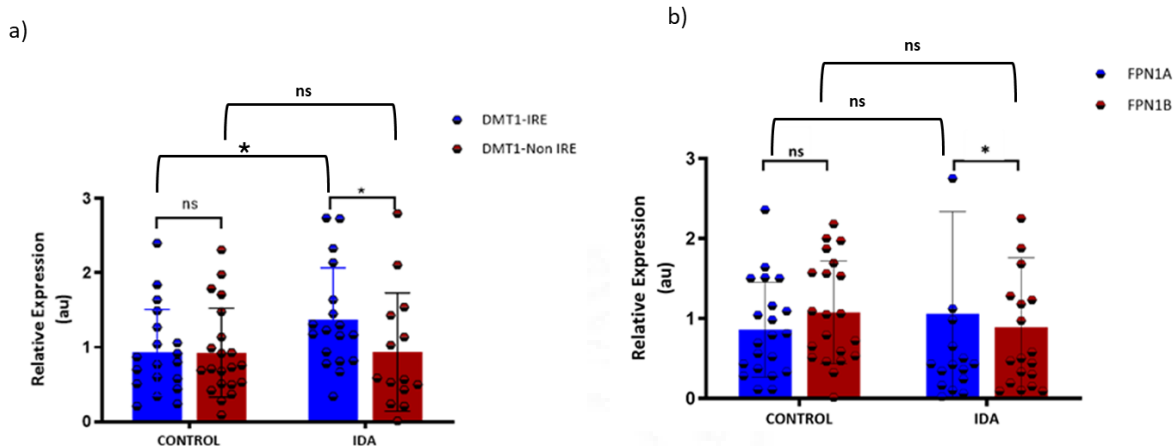 a)
ns
*
ns
*
DMT1-IRE
DMT1-Non IRE
Relative Expression
(au)
3
2
1
0
CONTROL
IDA
b)
ns
ns
ns
*
FPN1A
FPN1B
Relative Expression
(au)
3
2
1
0
CONTROL
IDA